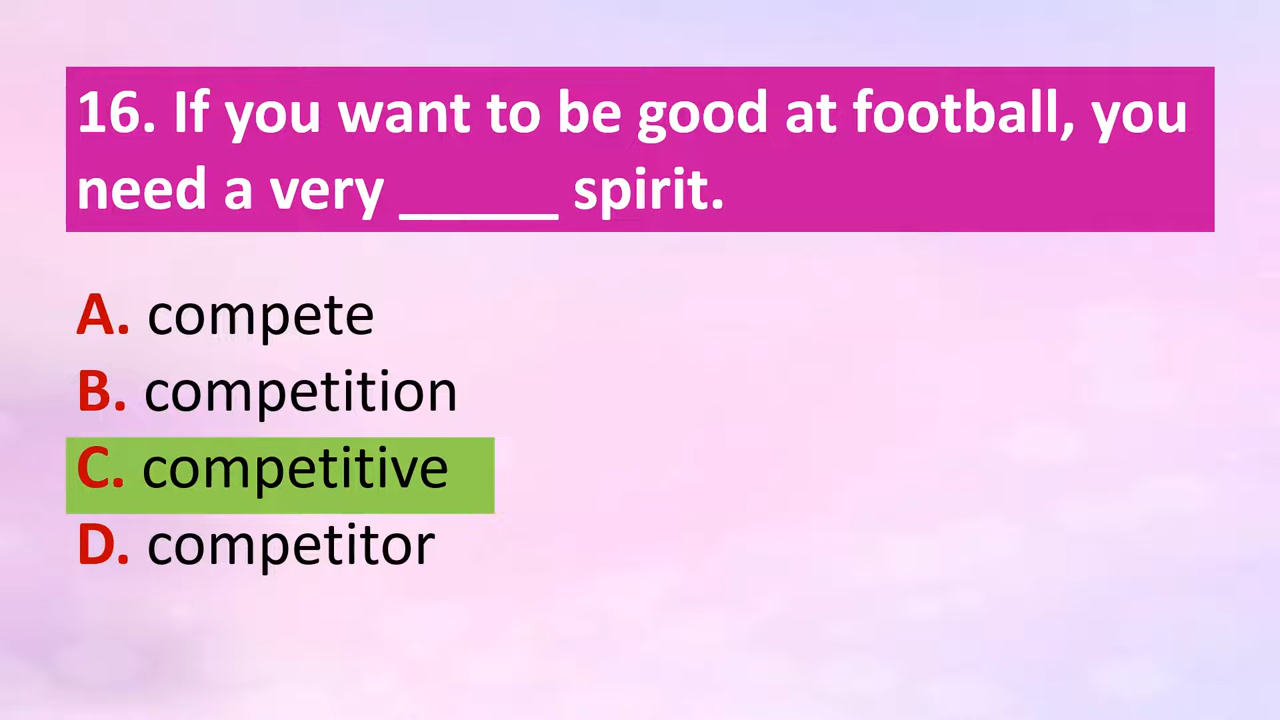 16. If you want to be good at football, you
need a very ______ spirit.
A. compete
B. competition
C. competitive
D. competitor